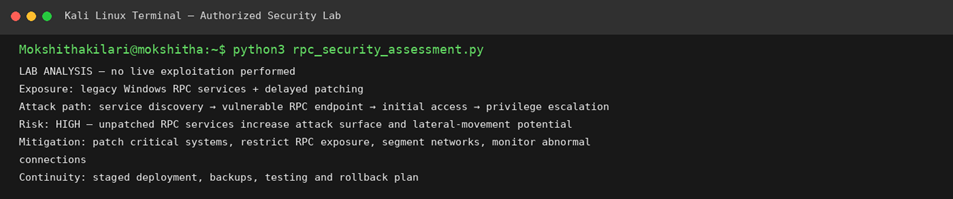 Kali Linux Terminal — Authorized Security Lab
Mokshithakilari@mokshitha:~$ python3 rpc_security_assessment.py
LAB ANALYSIS — no live exploitation performed
Exposure: legacy Windows RPC services + delayed patching
Attack path: service discovery → vulnerable RPC endpoint → initial access → privilege escalation
Risk: HIGH — unpatched RPC services increase attack surface and lateral-movement potential
Mitigation: patch critical systems, restrict RPC exposure, segment networks, monitor abnormal
connections
Continuity: staged deployment, backups, testing and rollback plan